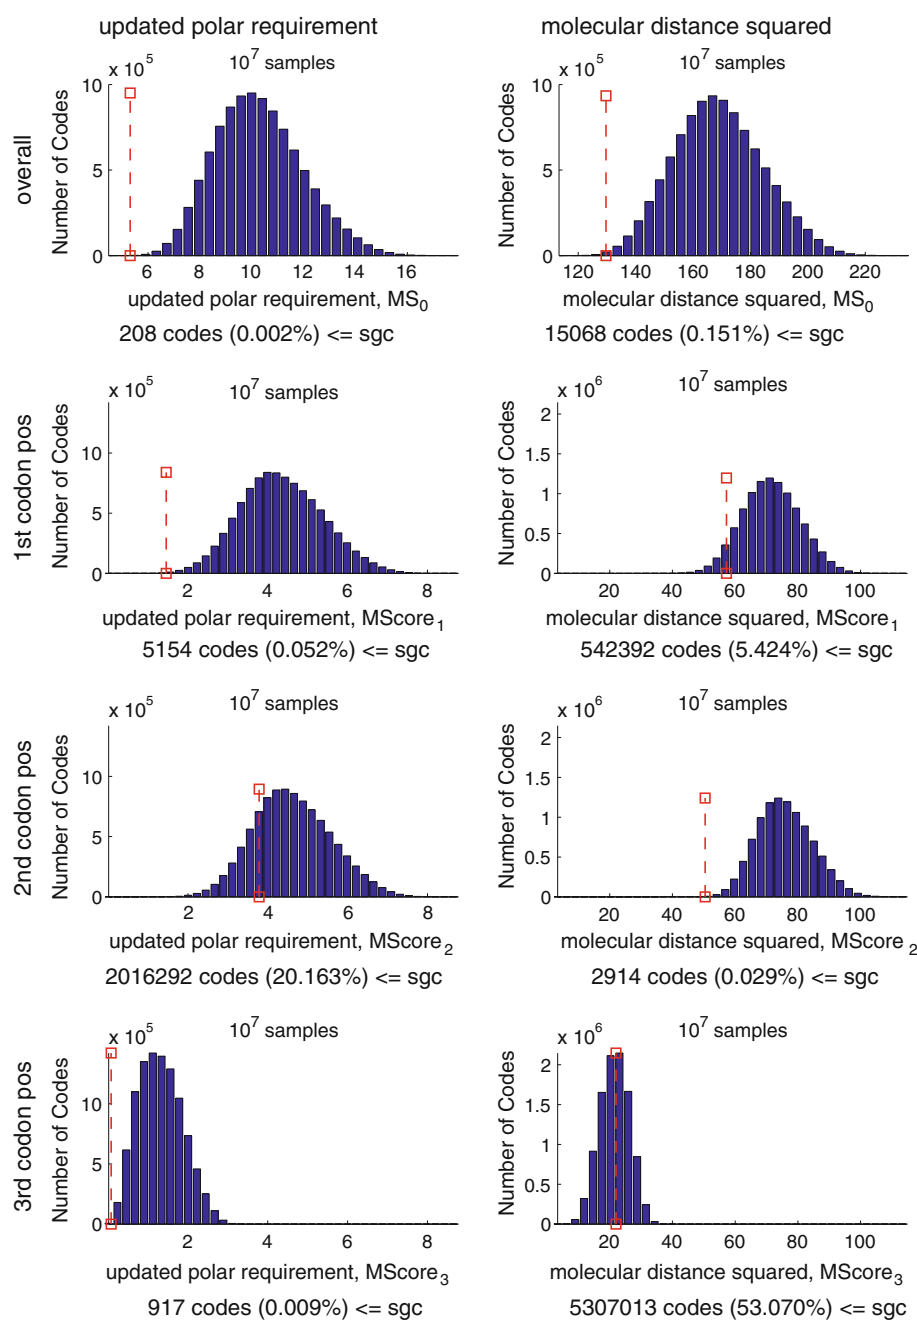 updated polar requirement
molecular distance squared
overall
x 10^5
10^7 samples
Number of Codes
10
5
0
6 8 10 12 14 16
updated polar requirement, MS_0
208 codes (0.002%) <= sgc
x 10^5
10^7 samples
Number of Codes
10
5
0
120 140 160 180 200 220
molecular distance squared, MS_0
15068 codes (0.151%) <= sgc
1st codon pos
x 10^5
10^7 samples
Number of Codes
10
5
0
2 4 6 8
updated polar requirement, MScore_1
5154 codes (0.052%) <= sgc
x 10^6
10^7 samples
Number of Codes
2
1.5
1
0.5
0
20 40 60 80 100
molecular distance squared, MScore_1
542392 codes (5.424%) <= sgc
2nd codon pos
x 10^5
10^7 samples
Number of Codes
10
5
0
2 4 6 8
updated polar requirement, MScore_2
2016292 codes (20.163%) <= sgc
x 10^6
10^7 samples
Number of Codes
2
1.5
1
0.5
0
20 40 60 80 100
molecular distance squared, MScore_2
2914 codes (0.029%) <= sgc
3rd codon pos
x 10^5
10^7 samples
Number of Codes
10
5
0
2 4 6 8
updated polar requirement, MScore_3
917 codes (0.009%) <= sgc
x 10^6
10^7 samples
Number of Codes
2
1.5
1
0.5
0
20 40 60 80 100
molecular distance squared, MScore_3
5307013 codes (53.070%) <= sgc